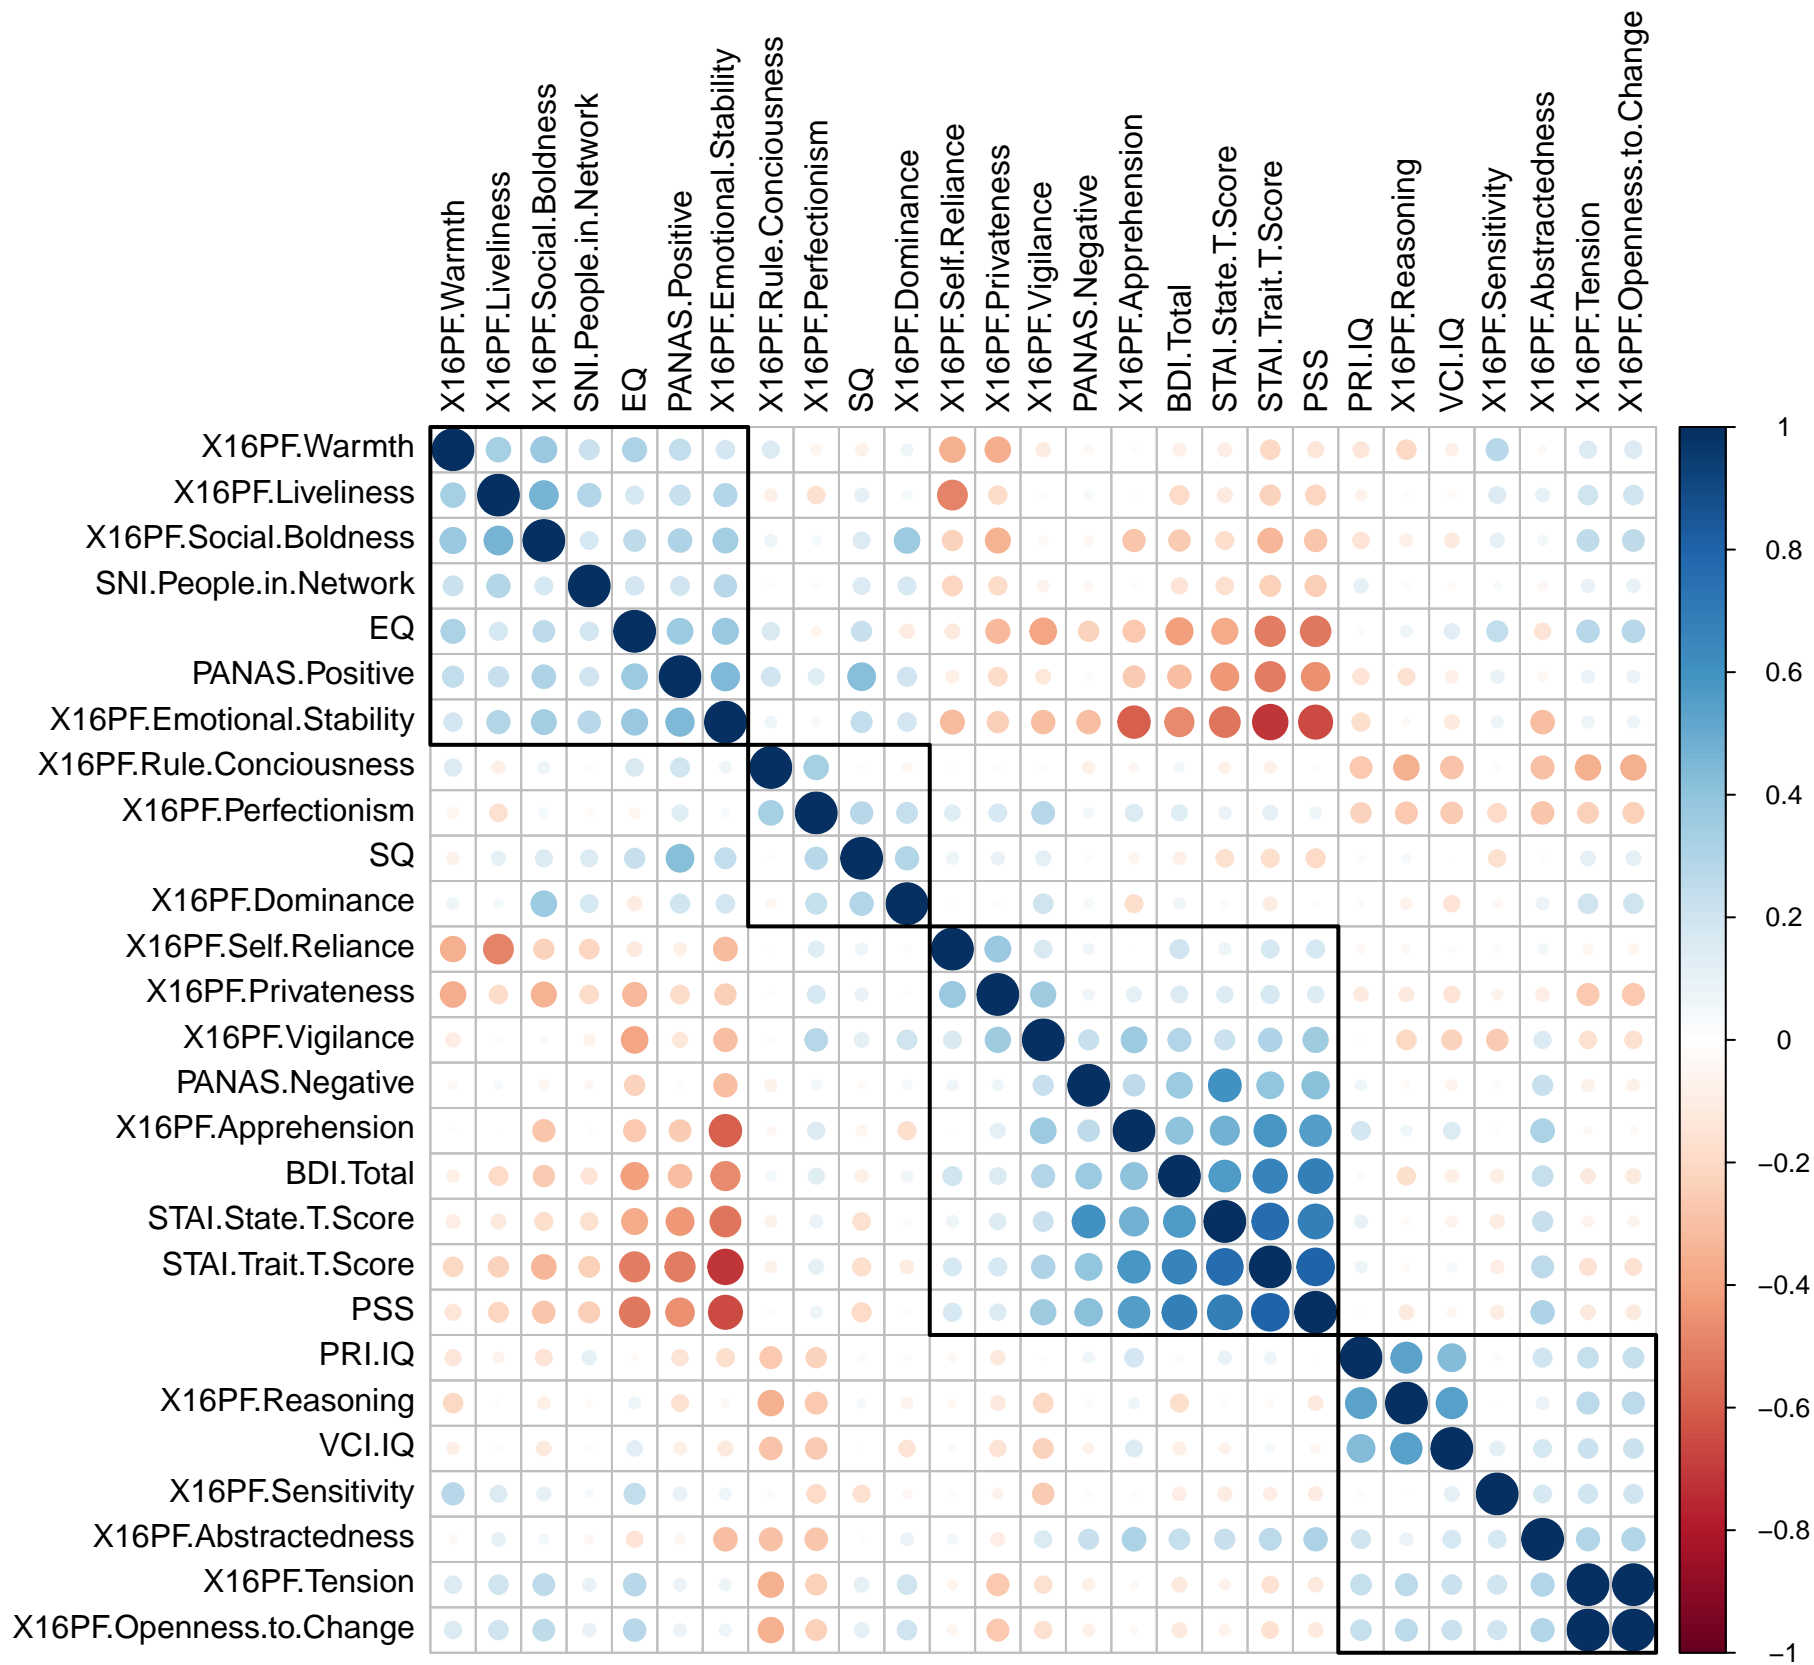 X16PF.Warmth
X16PF.Liveliness
X16PF.Social.Boldness
SNI.People.in.Network
EQ
PANAS.Positive
X16PF.Emotional.Stability
X16PF.Rule.Conciousness
X16PF.Perfectionism
SQ
X16PF.Dominance
X16PF.Self.Reliance
X16PF.Privateness
X16PF.Vigilance
PANAS.Negative
X16PF.Apprehension
BDI.Total
STAI.State.T.Score
STAI.Trait.T.Score
PSS
PRI.IQ
X16PF.Reasoning
VCI.IQ
X16PF.Sensitivity
X16PF.Abstractedness
X16PF.Tension
X16PF.Openness.to.Change
X16PF.Warmth
X16PF.Liveliness
X16PF.Social.Boldness
SNI.People.in.Network
EQ
PANAS.Positive
X16PF.Emotional.Stability
X16PF.Rule.Conciousness
X16PF.Perfectionism
SQ
X16PF.Dominance
X16PF.Self.Reliance
X16PF.Privateness
X16PF.Vigilance
PANAS.Negative
X16PF.Apprehension
BDI.Total
STAI.State.T.Score
STAI.Trait.T.Score
PSS
PRI.IQ
X16PF.Reasoning
VCI.IQ
X16PF.Sensitivity
X16PF.Abstractedness
X16PF.Tension
X16PF.Openness.to.Change
1
0.8
0.6
0.4
0.2
0
−0.2
−0.4
−0.6
−0.8
−1